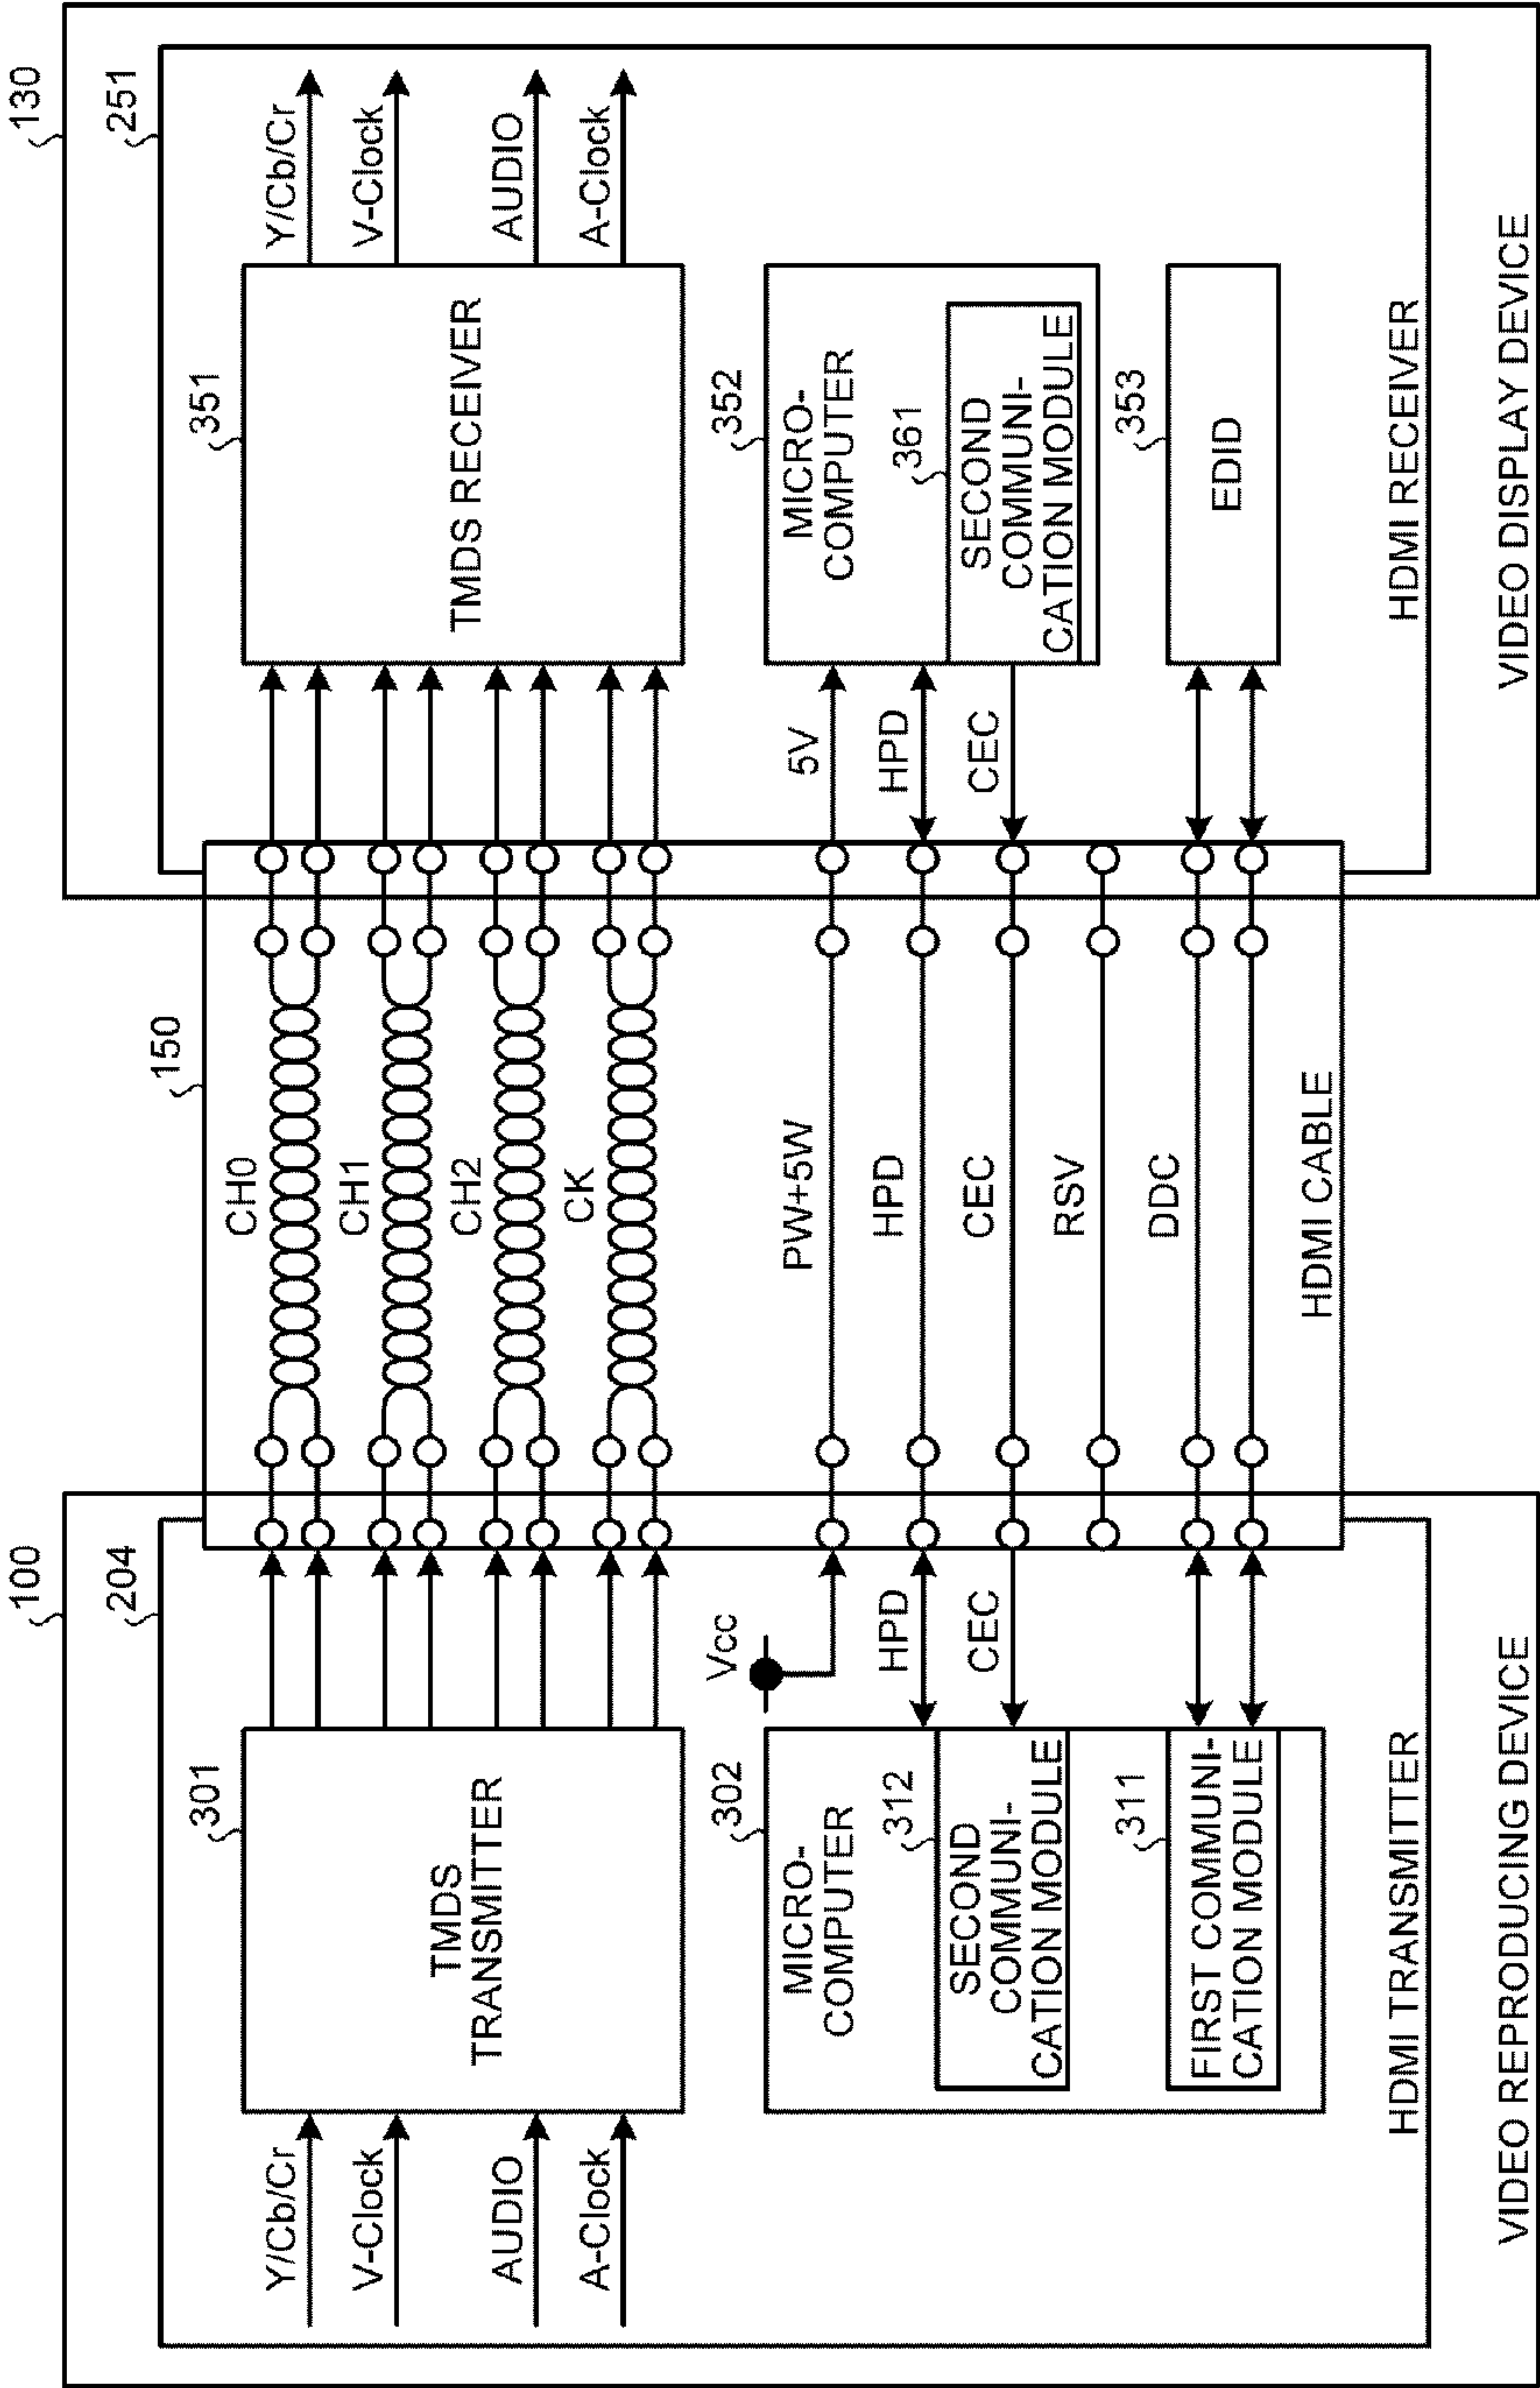 100
204
Y/Cb/Cr
V-Clock
AUDIO
A-Clock
301
TMDS
TRANSMITTER
302
MICRO-
COMPUTER
312
SECOND
COMMUNI-
CATION MODULE
311
FIRST COMMUNI-
CATION MODULE
Vcc
HPD
CEC
HDMI TRANSMITTER
VIDEO REPRODUCING DEVICE
150
CH0
CH1
CH2
CK
PW+5W
HPD
CEC
RSV
DDC
HDMI CABLE
130
251
351
TMDS RECEIVER
Y/Cb/Cr
V-Clock
AUDIO
A-Clock
5V
HPD
CEC
352
MICRO-
COMPUTER
361
SECOND
COMMUNI-
CATION MODULE
353
EDID
HDMI RECEIVER
VIDEO DISPLAY DEVICE